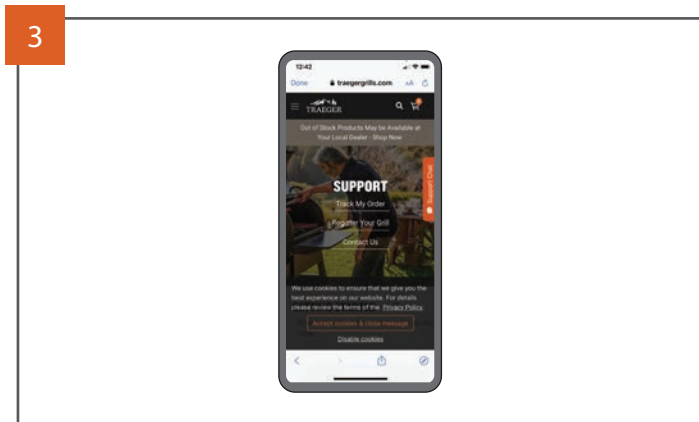 3
12:42
Done
traegergrills.com
AA
TRAEGER
Out of Stock Products May be Available at
Your Local Dealer - Shop Now
SUPPORT
Track My Order
Register Your Grill
Contact Us
Support Chat
We use cookies to ensure that we give you the
best experience on our website. For details
please review the terms of the Privacy Policy
Accept cookies & close message
Disable cookies